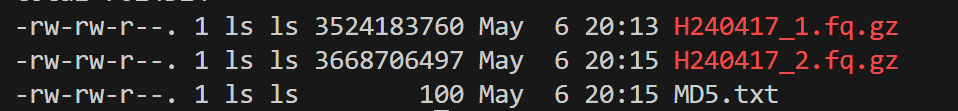 -rw-rw-r--. 1 ls ls 3524183760 May  6 20:13 H240417_1.fq.gz
-rw-rw-r--. 1 ls ls 3668706497 May  6 20:15 H240417_2.fq.gz
-rw-rw-r--. 1 ls ls        100 May  6 20:15 MD5.txt